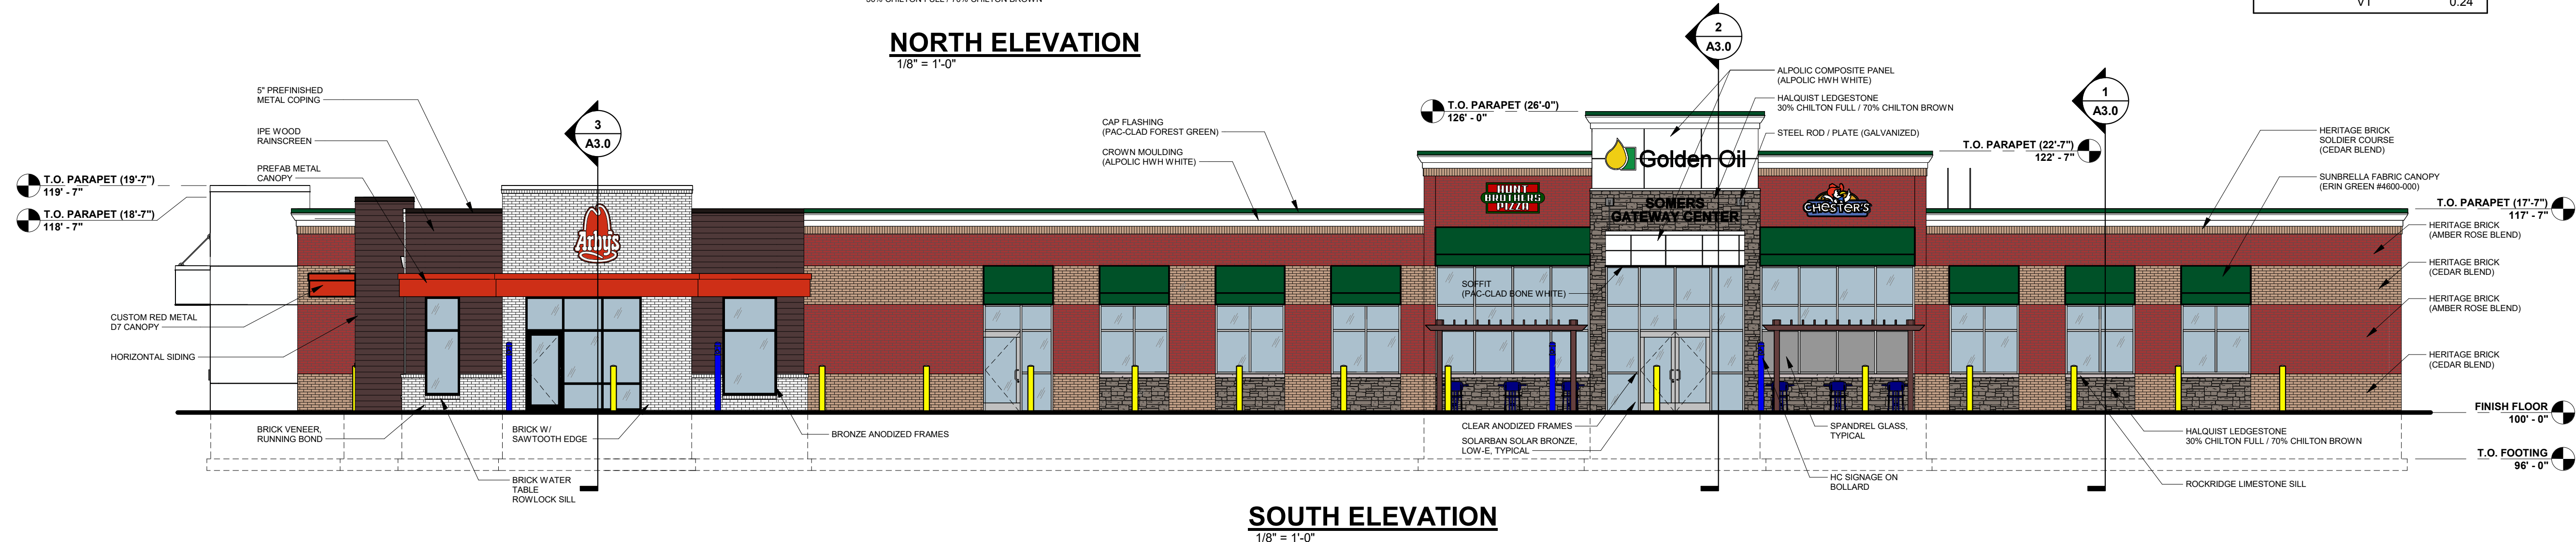 30% CHILTON FULL / 70% CHILTON BROWN
VT 0.24
NORTH ELEVATION
1/8" = 1'-0"
2
A3.0
1
A3.0
3
A3.0
5" PREFINISHED
METAL COPING
IPE WOOD
RAINSCREEN
PREFAB METAL
CANOPY
T.O. PARAPET (19'-7")
119' - 7"
T.O. PARAPET (18'-7")
118' - 7"
CUSTOM RED METAL
D7 CANOPY
HORIZONTAL SIDING
BRICK VENEER,
RUNNING BOND
BRICK W/
SAWTOOTH EDGE
BRICK WATER
TABLE
ROWLOCK SILL
BRONZE ANODIZED FRAMES
Arby's
CAP FLASHING
(PAC-CLAD FOREST GREEN)
CROWN MOULDING
(ALPOLIC HWH WHITE)
T.O. PARAPET (26'-0")
126' - 0"
ALPOLIC COMPOSITE PANEL
(ALPOLIC HWH WHITE)
HALQUIST LEDGESTONE
30% CHILTON FULL / 70% CHILTON BROWN
STEEL ROD / PLATE (GALVANIZED)
T.O. PARAPET (22'-7")
122' - 7"
Golden Oil
HUNT
BROTHERS
PIZZA
SOMERS
GATEWAY CENTER
CHESTER'S
SOFFIT
(PAC-CLAD BONE WHITE)
CLEAR ANODIZED FRAMES
SOLARBAN SOLAR BRONZE,
LOW-E, TYPICAL
SPANDREL GLASS,
TYPICAL
HC SIGNAGE ON
BOLLARD
HERITAGE BRICK
SOLDIER COURSE
(CEDAR BLEND)
SUNBRELLA FABRIC CANOPY
(ERIN GREEN #4600-000)
T.O. PARAPET (17'-7")
117' - 7"
HERITAGE BRICK
(AMBER ROSE BLEND)
HERITAGE BRICK
(CEDAR BLEND)
HERITAGE BRICK
(AMBER ROSE BLEND)
HERITAGE BRICK
(CEDAR BLEND)
FINISH FLOOR
100' - 0"
HALQUIST LEDGESTONE
30% CHILTON FULL / 70% CHILTON BROWN
T.O. FOOTING
96' - 0"
ROCKRIDGE LIMESTONE SILL
SOUTH ELEVATION
1/8" = 1'-0"